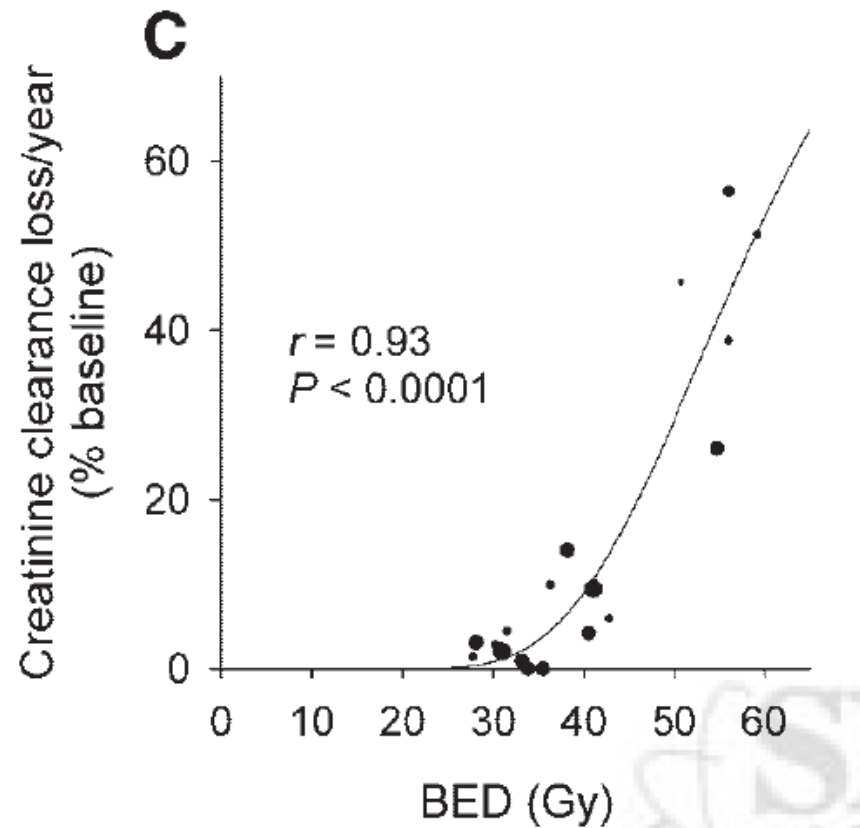 C
Creatinine clearance loss/year
(% baseline)
60
40
20
0
r = 0.93
P < 0.0001
0 10 20 30 40 50 60
BED (Gy)